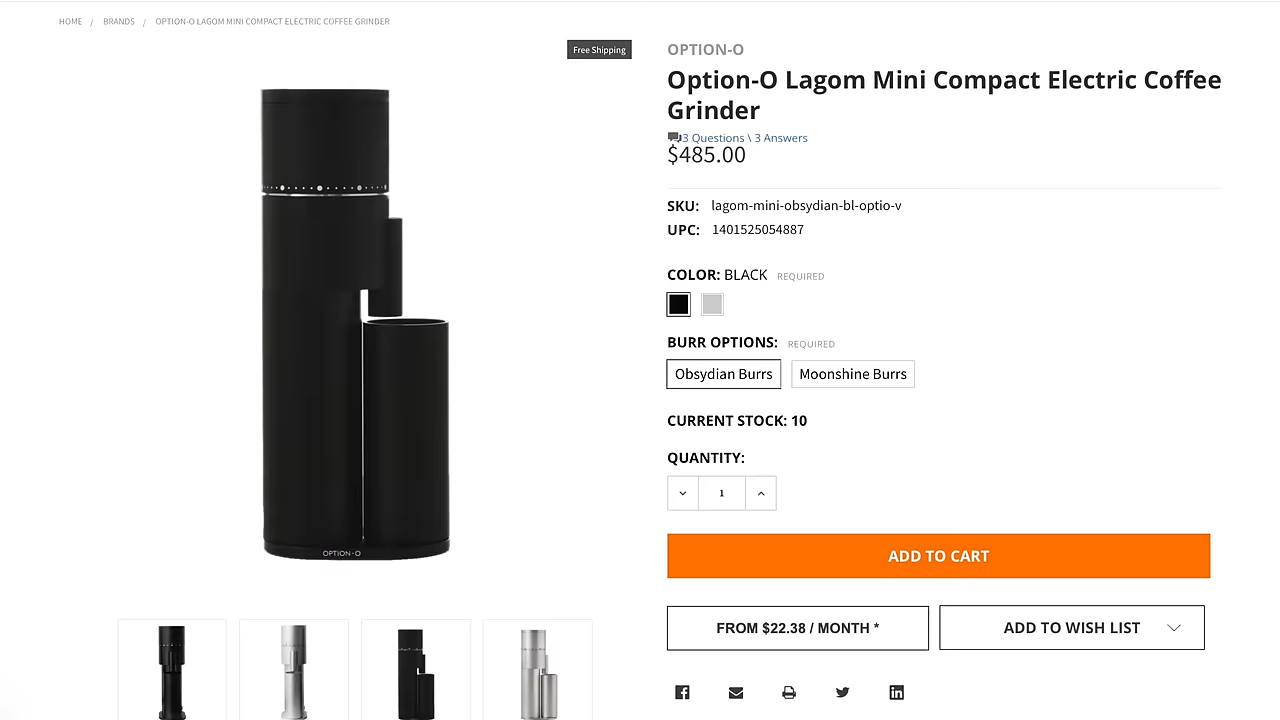 HOME / BRANDS / OPTION-O LAGOM MINI COMPACT ELECTRIC COFFEE GRINDER
Free Shipping
OPTION-O
OPTION-O
Option-O Lagom Mini Compact Electric Coffee
Grinder
3 Questions \ 3 Answers
$485.00
SKU: lagom-mini-obsydian-bl-optio-v
UPC: 1401525054887
COLOR: BLACK REQUIRED
BURR OPTIONS: REQUIRED
Obsydian Burrs Moonshine Burrs
CURRENT STOCK: 10
QUANTITY:
1
ADD TO CART
FROM $22.38 / MONTH * ADD TO WISH LIST